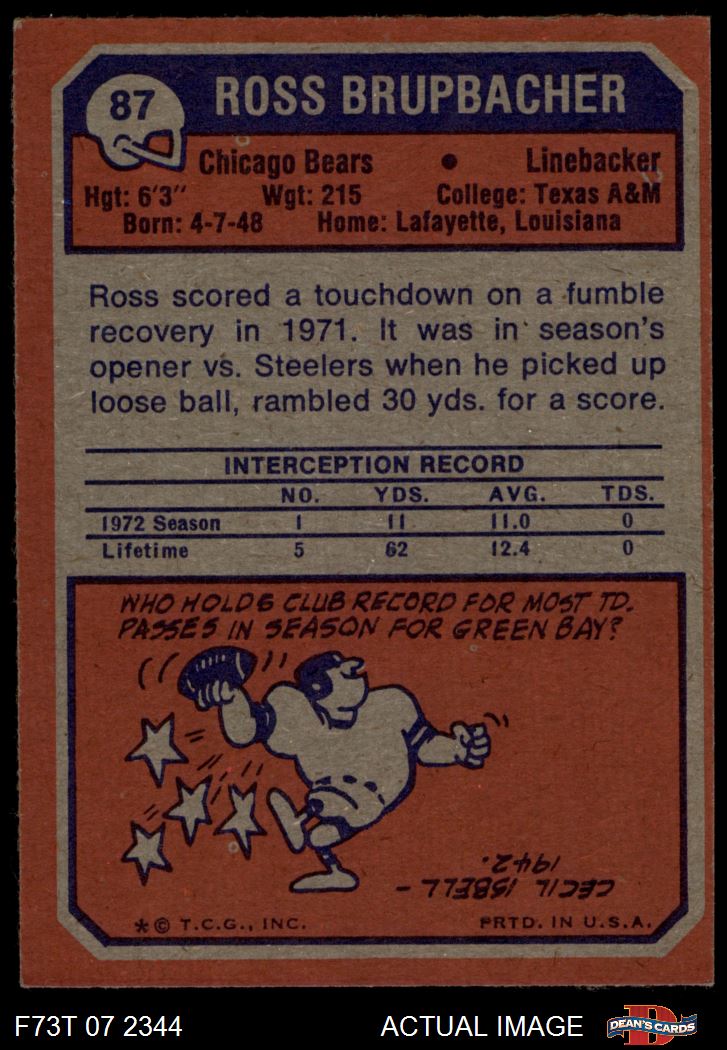 87
ROSS BRUPBACHER
Chicago Bears • Linebacker
Hgt: 6'3" Wgt: 215 College: Texas A&M
Born: 4-7-48 Home: Lafayette, Louisiana
Ross scored a touchdown on a fumble
recovery in 1971. It was in season's
opener vs. Steelers when he picked up
loose ball, rambled 30 yds. for a score.
INTERCEPTION RECORD
NO. YDS. AVG. TDS.
1972 Season 1 11 11.0 0
Lifetime 5 62 12.4 0
WHO HOLDS CLUB RECORD FOR MOST TD.
PASSES IN SEASON FOR GREEN BAY?
CECIL ISBELL –
1942.
*© T.C.G., INC. PRTD. IN U.S.A.
F73T 07 2344 ACTUAL IMAGE
D
DEAN'S CARDS